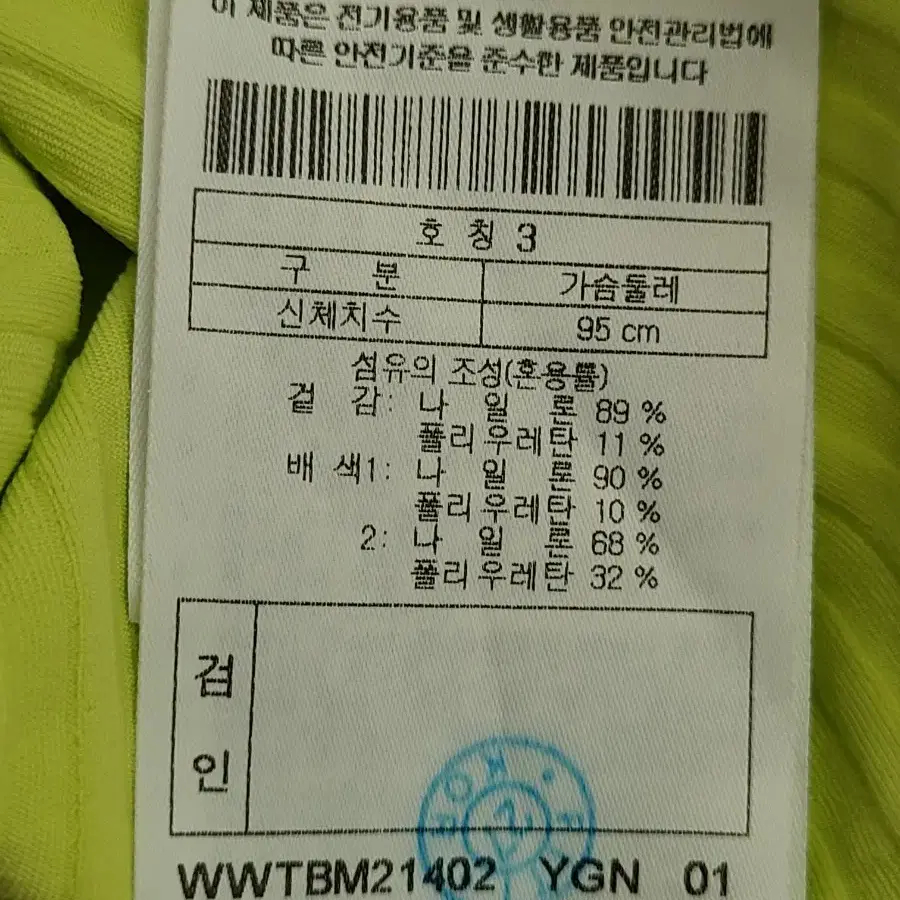 이 제품은 전기용품 및 생활용품 안전관리법에
따른 안전기준을 준수한 제품입니다
호 칭 3
구 분 가슴둘레
신체치수 95 cm
섬유의 조성(혼용률)
겉 감: 나 일 론 89 %
폴리우레탄 11 %
배 색1: 나 일 론 90 %
폴리우레탄 10 %
2: 나 일 론 68 %
폴리우레탄 32 %
검
인
WWTBM21402 YGN 01